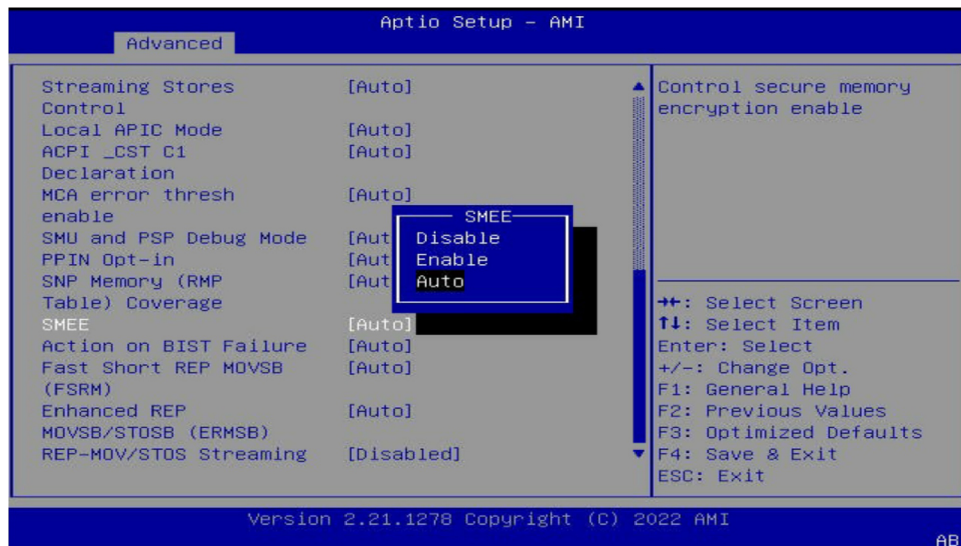 Aptio Setup - AMI
Advanced
Streaming Stores [Auto]
Control
Local APIC Mode [Auto]
ACPI _CST C1 [Auto]
Declaration
MCA error thresh [Auto]
enable
SMU and PSP Debug Mode [Aut
PPIN Opt-in [Aut
SNP Memory (RMP [Aut
Table) Coverage
SMEE [Auto]
Action on BIST Failure [Auto]
Fast Short REP MOVSB [Auto]
(FSRM)
Enhanced REP [Auto]
MOVSB/STOSB (ERMSB)
REP-MOV/STOS Streaming [Disabled]
SMEE
Disable
Enable
Auto
Control secure memory
encryption enable
→←: Select Screen
↑↓: Select Item
Enter: Select
+/-: Change Opt.
F1: General Help
F2: Previous Values
F3: Optimized Defaults
F4: Save & Exit
ESC: Exit
Version 2.21.1278 Copyright (C) 2022 AMI
AB